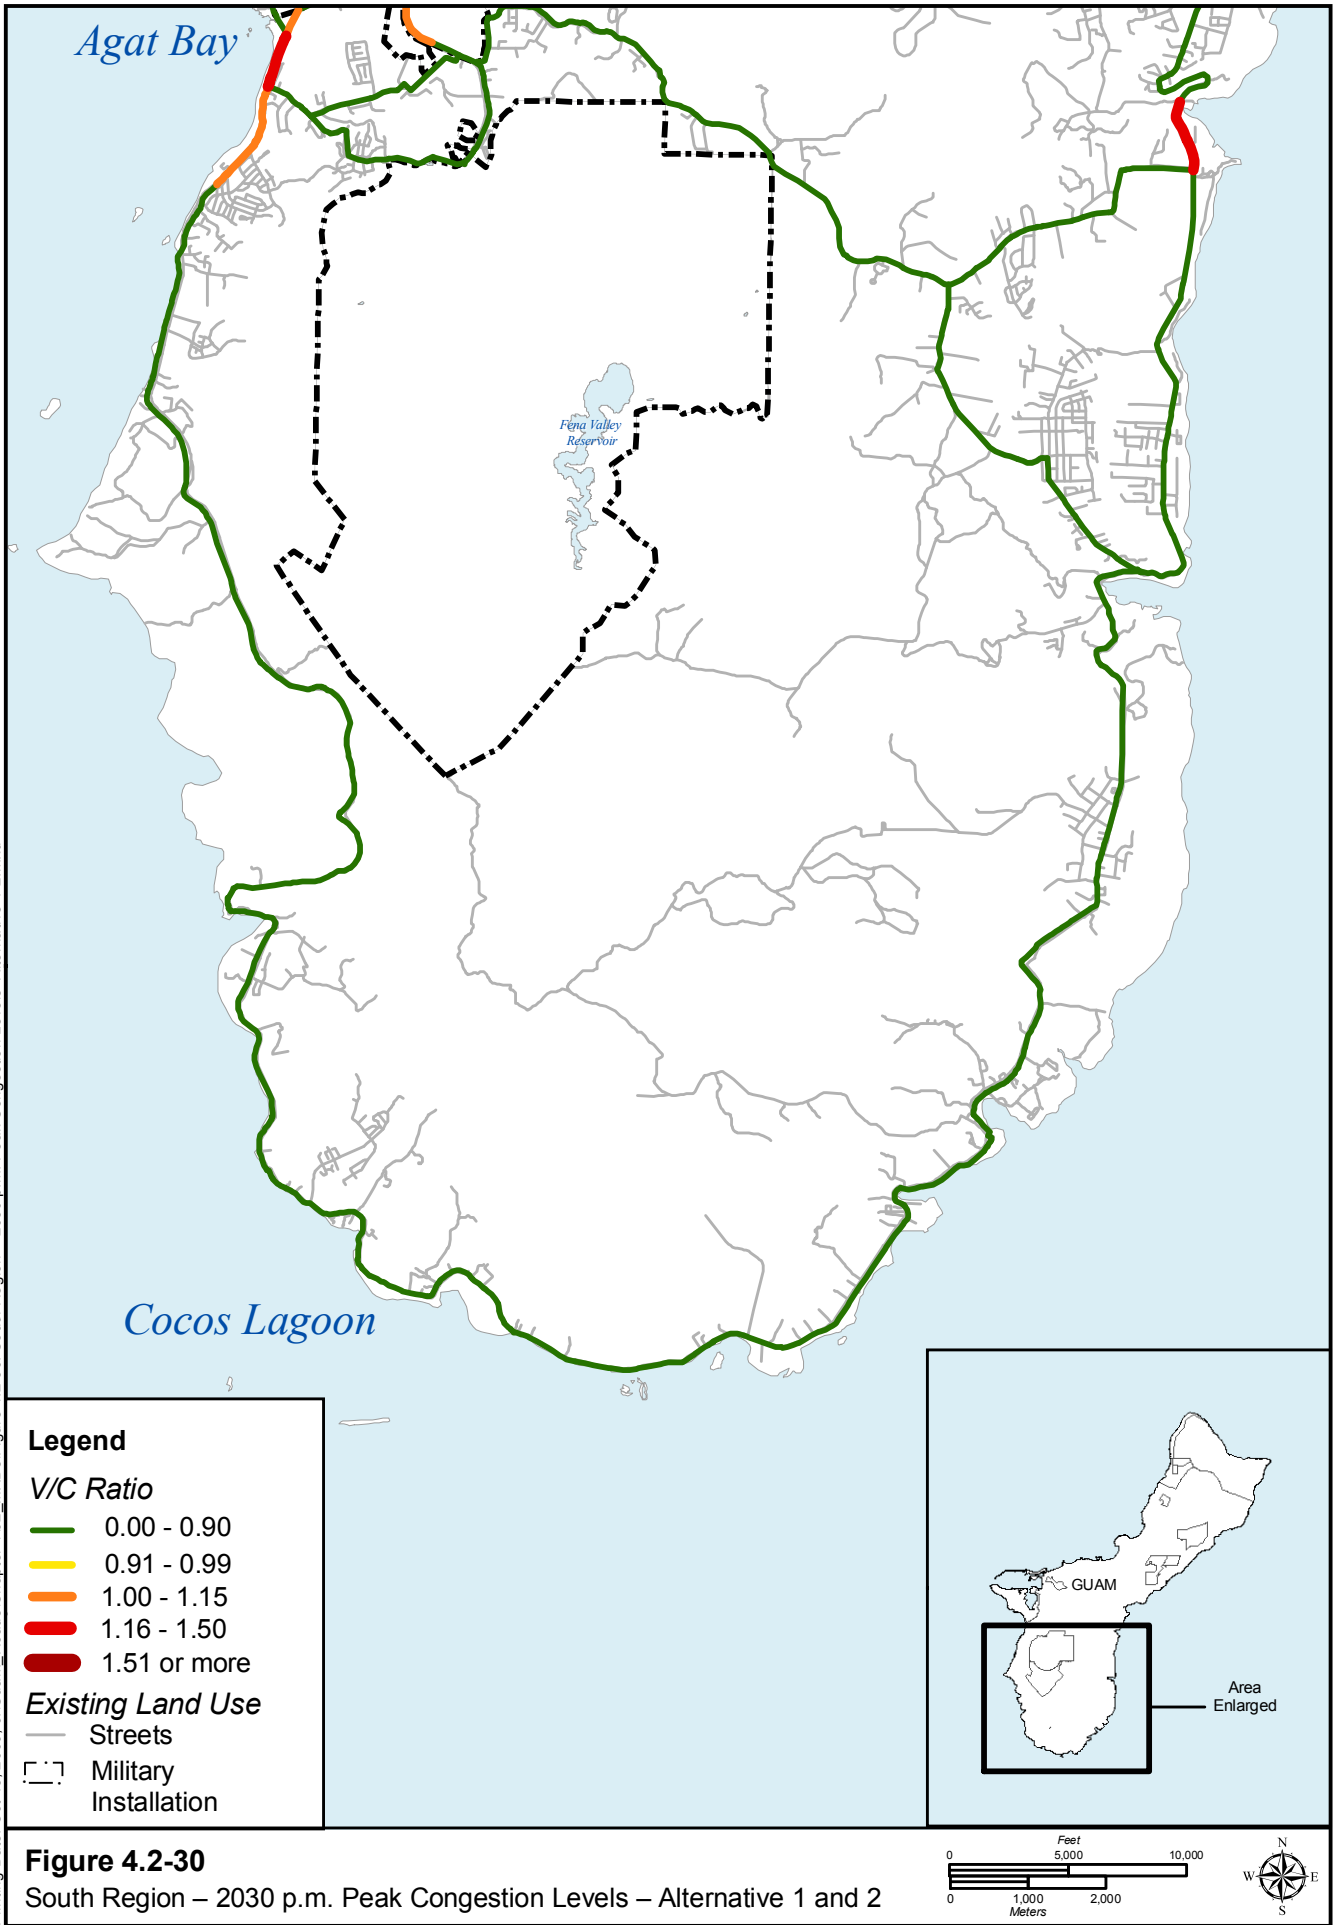 Agat Bay
Fena Valley
Reservoir
Cocos Lagoon
Legend
V/C Ratio
0.00 - 0.90
0.91 - 0.99
1.00 - 1.15
1.16 - 1.50
1.51 or more
Existing Land Use
Streets
Military
Installation
GUAM
Area
Enlarged
Figure 4.2-30
South Region – 2030 p.m. Peak Congestion Levels – Alternative 1 and 2
Feet
0 5,000 10,000
0 1,000 2,000
Meters
N
W E
S